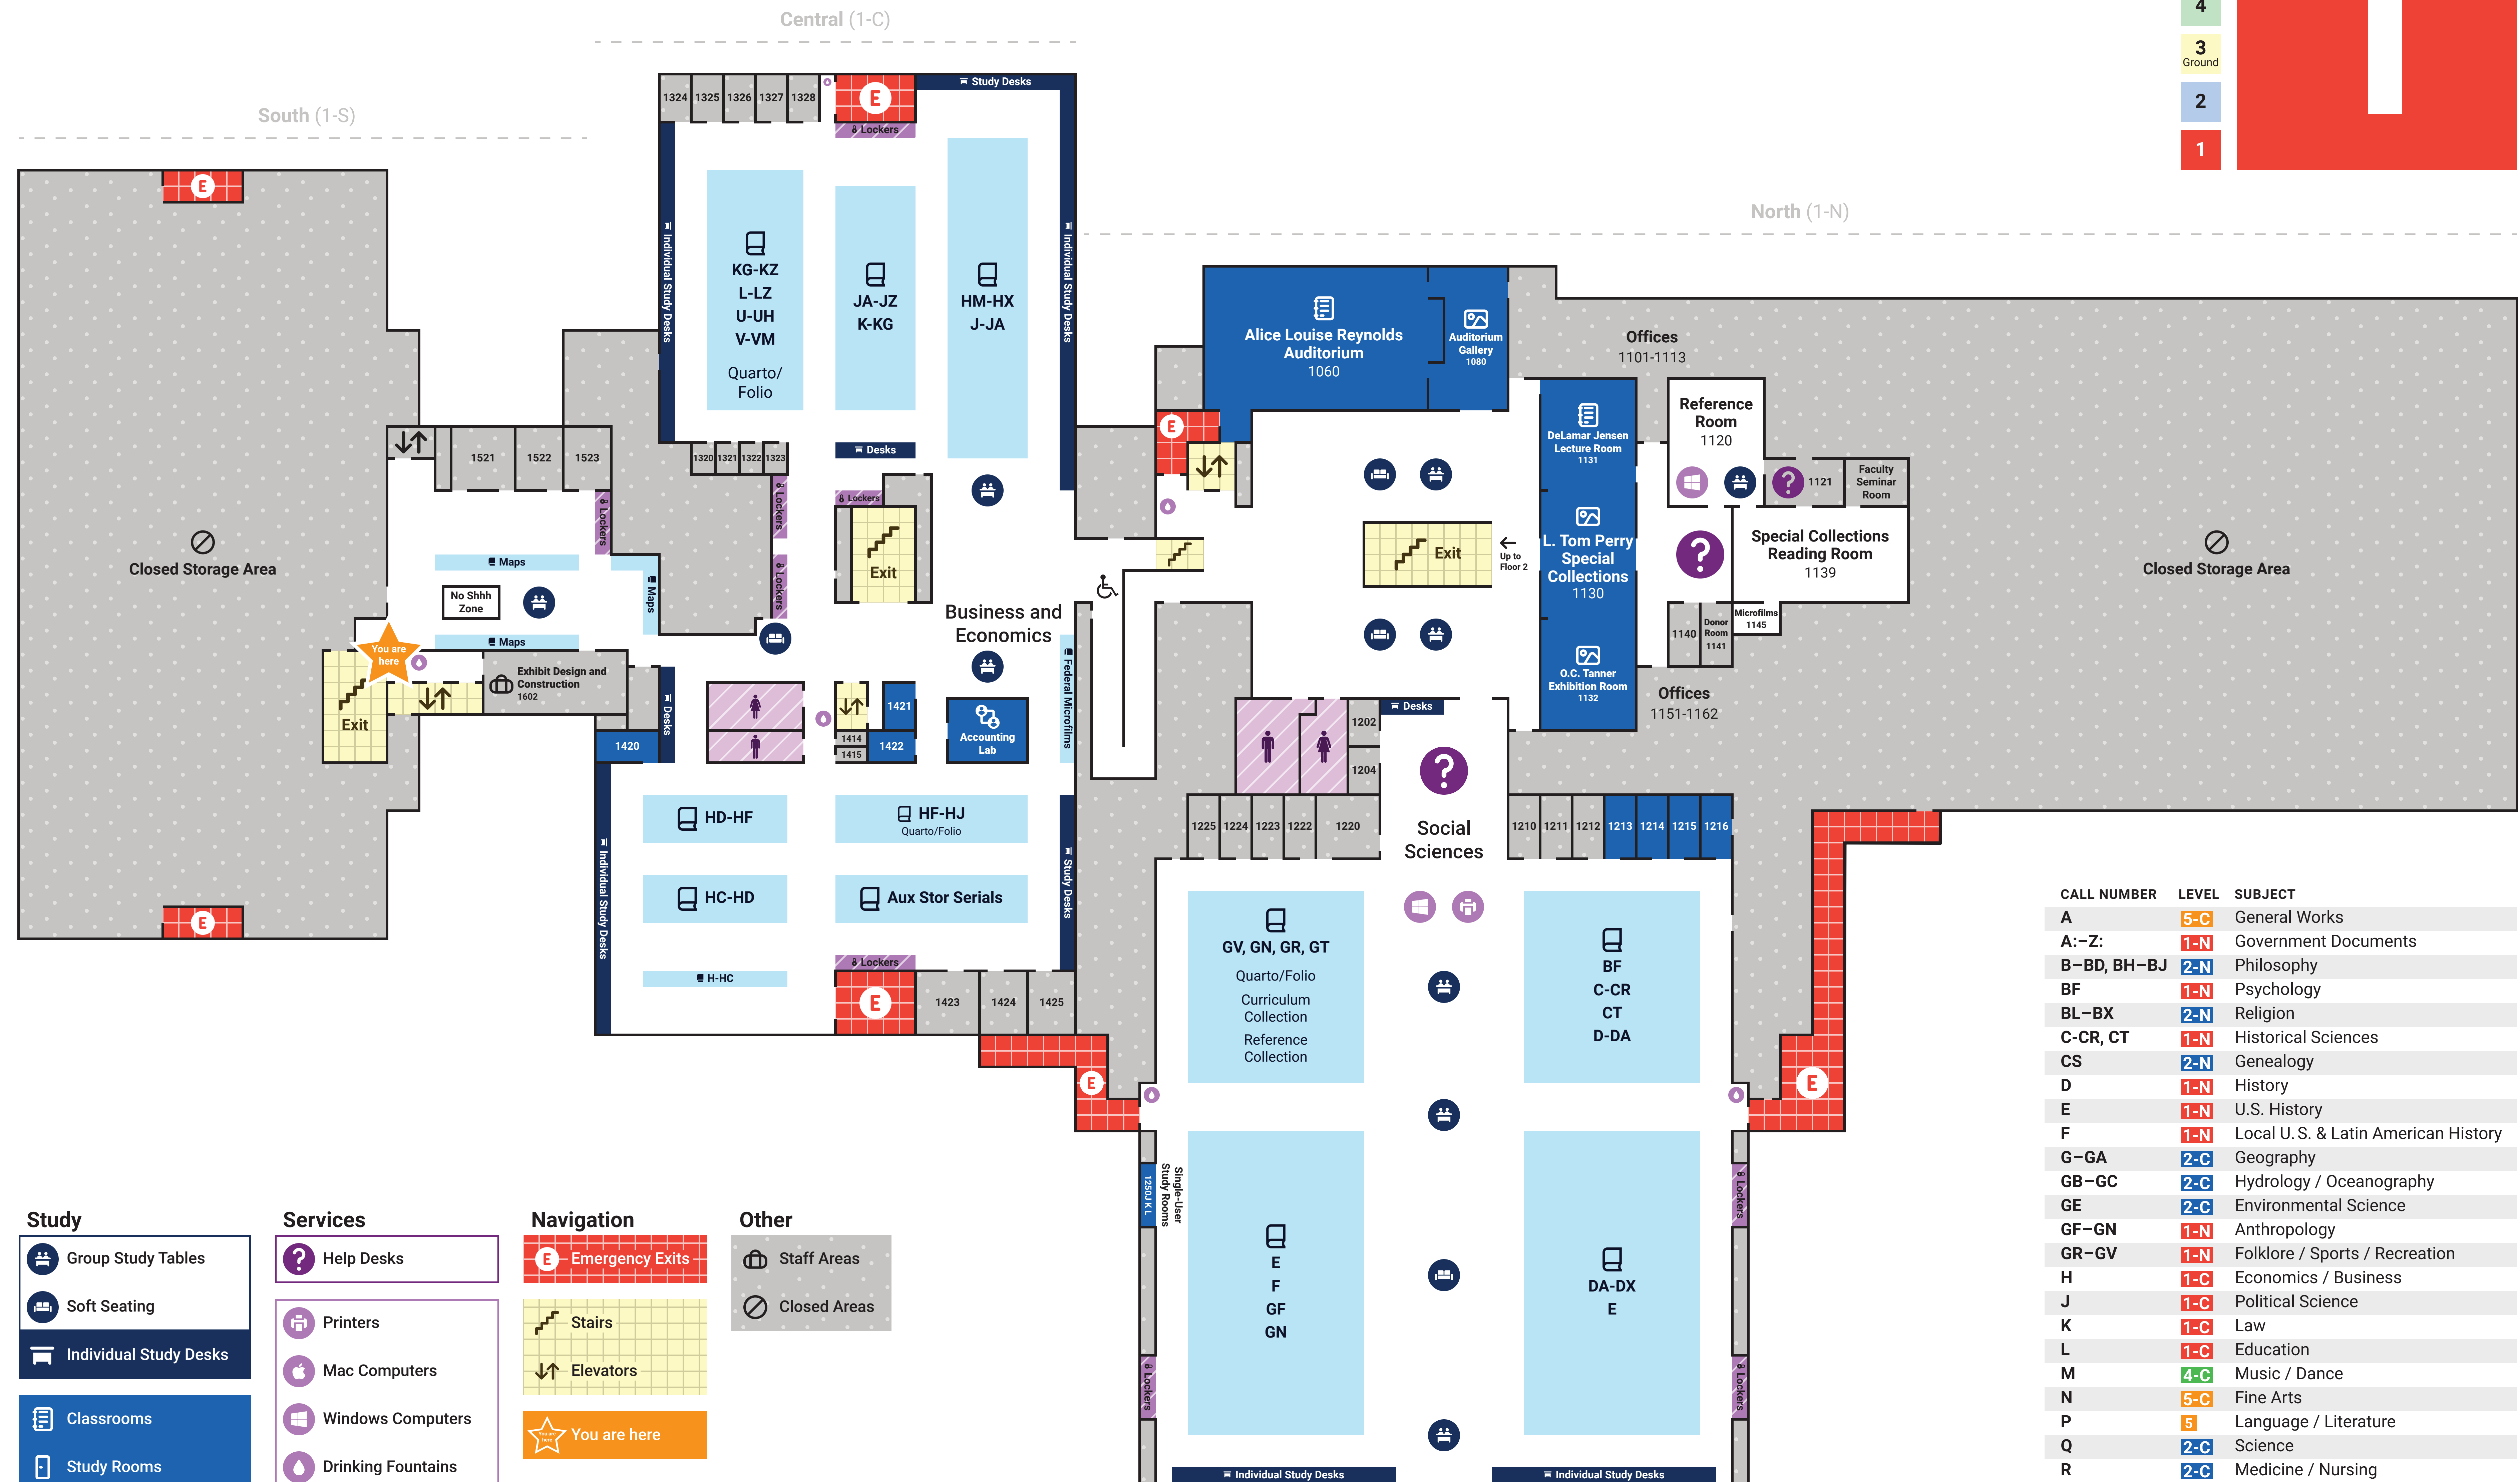 Central (1-C)
South (1-S)
North (1-N)
4
3
Ground
2
1
1324
1325
1326
1327
1328
E
Lockers
Study Desks
Individual Study Desks
Individual Study Desks
KG-KZ
L-LZ
U-UH
V-VM
Quarto/
Folio
JA-JZ
K-KG
HM-HX
J-JA
Desks
1320
1321
1322
1323
Lockers
Lockers
Lockers
Exit
E
Closed Storage Area
E
1521
1522
1523
Lockers
Maps
Maps
Maps
No Shhh
Zone
You are
here
Exit
Exhibit Design and
Construction
1602
Desks
1420
Business and
Economics
Federal Microfilms
1421
1414
1415
1422
Accounting
Lab
Individual Study Desks
HD-HF
HF-HJ
Quarto/Folio
HC-HD
Aux Stor Serials
Study Desks
H-HC
Lockers
E
1423
1424
1425
E
Alice Louise Reynolds
Auditorium
1060
Auditorium
Gallery
1080
E
Offices
1101-1113
DeLamar Jensen
Lecture Room
1131
Reference
Room
1120
1121
Faculty
Seminar
Room
Exit
Up to
Floor 2
L. Tom Perry
Special
Collections
1130
Special Collections
Reading Room
1139
Microfilms
1145
1140
Donor
Room
1141
O.C. Tanner
Exhibition Room
1132
Offices
1151-1162
Closed Storage Area
Desks
1202
1204
1225
1224
1223
1222
1220
Social
Sciences
1210
1211
1212
1213
1214
1215
1216
GV, GN, GR, GT
Quarto/Folio
Curriculum
Collection
Reference
Collection
BF
C-CR
CT
D-DA
E
1250J K L
Single-User
Study Rooms
E
F
GF
GN
DA-DX
E
Lockers
Lockers
Lockers
Individual Study Desks
Individual Study Desks
CALL NUMBER LEVEL SUBJECT
A 5-C General Works
A:–Z: 1-N Government Documents
B–BD, BH–BJ 2-N Philosophy
BF 1-N Psychology
BL–BX 2-N Religion
C-CR, CT 1-N Historical Sciences
CS 2-N Genealogy
D 1-N History
E 1-N U.S. History
F 1-N Local U. S. & Latin American History
G–GA 2-C Geography
GB–GC 2-C Hydrology / Oceanography
GE 2-C Environmental Science
GF–GN 1-N Anthropology
GR–GV 1-N Folklore / Sports / Recreation
H 1-C Economics / Business
J 1-C Political Science
K 1-C Law
L 1-C Education
M 4-C Music / Dance
N 5-C Fine Arts
P 5 Language / Literature
Q 2-C Science
R 2-C Medicine / Nursing
Study
Group Study Tables
Soft Seating
Individual Study Desks
Classrooms
Study Rooms
Services
Help Desks
Printers
Mac Computers
Windows Computers
Drinking Fountains
Navigation
E Emergency Exits
Stairs
Elevators
You are here You are here
Other
Staff Areas
Closed Areas